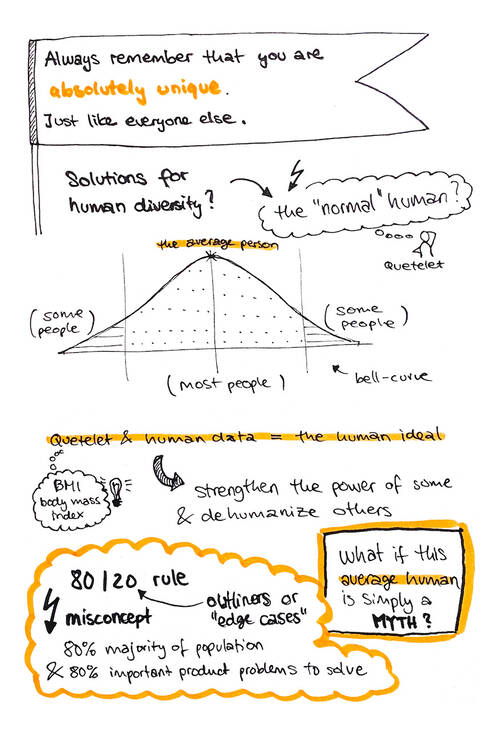 Always remember that you are
absolutely unique.
Just like everyone else.
Solutions for
human diversity?
the "normal" human?
Quetelet
the average person
(some
people)
(some
people)
(most people)
bell-curve
Quetelet & human data = the human ideal
BMI
body mass
index
strengthen the power of some
& dehumanize others
What if this
average human
is simply a
MYTH?
80|20 rule
outliners or
"edge cases"
misconcept
80% majority of population
& 80% important product problems to solve